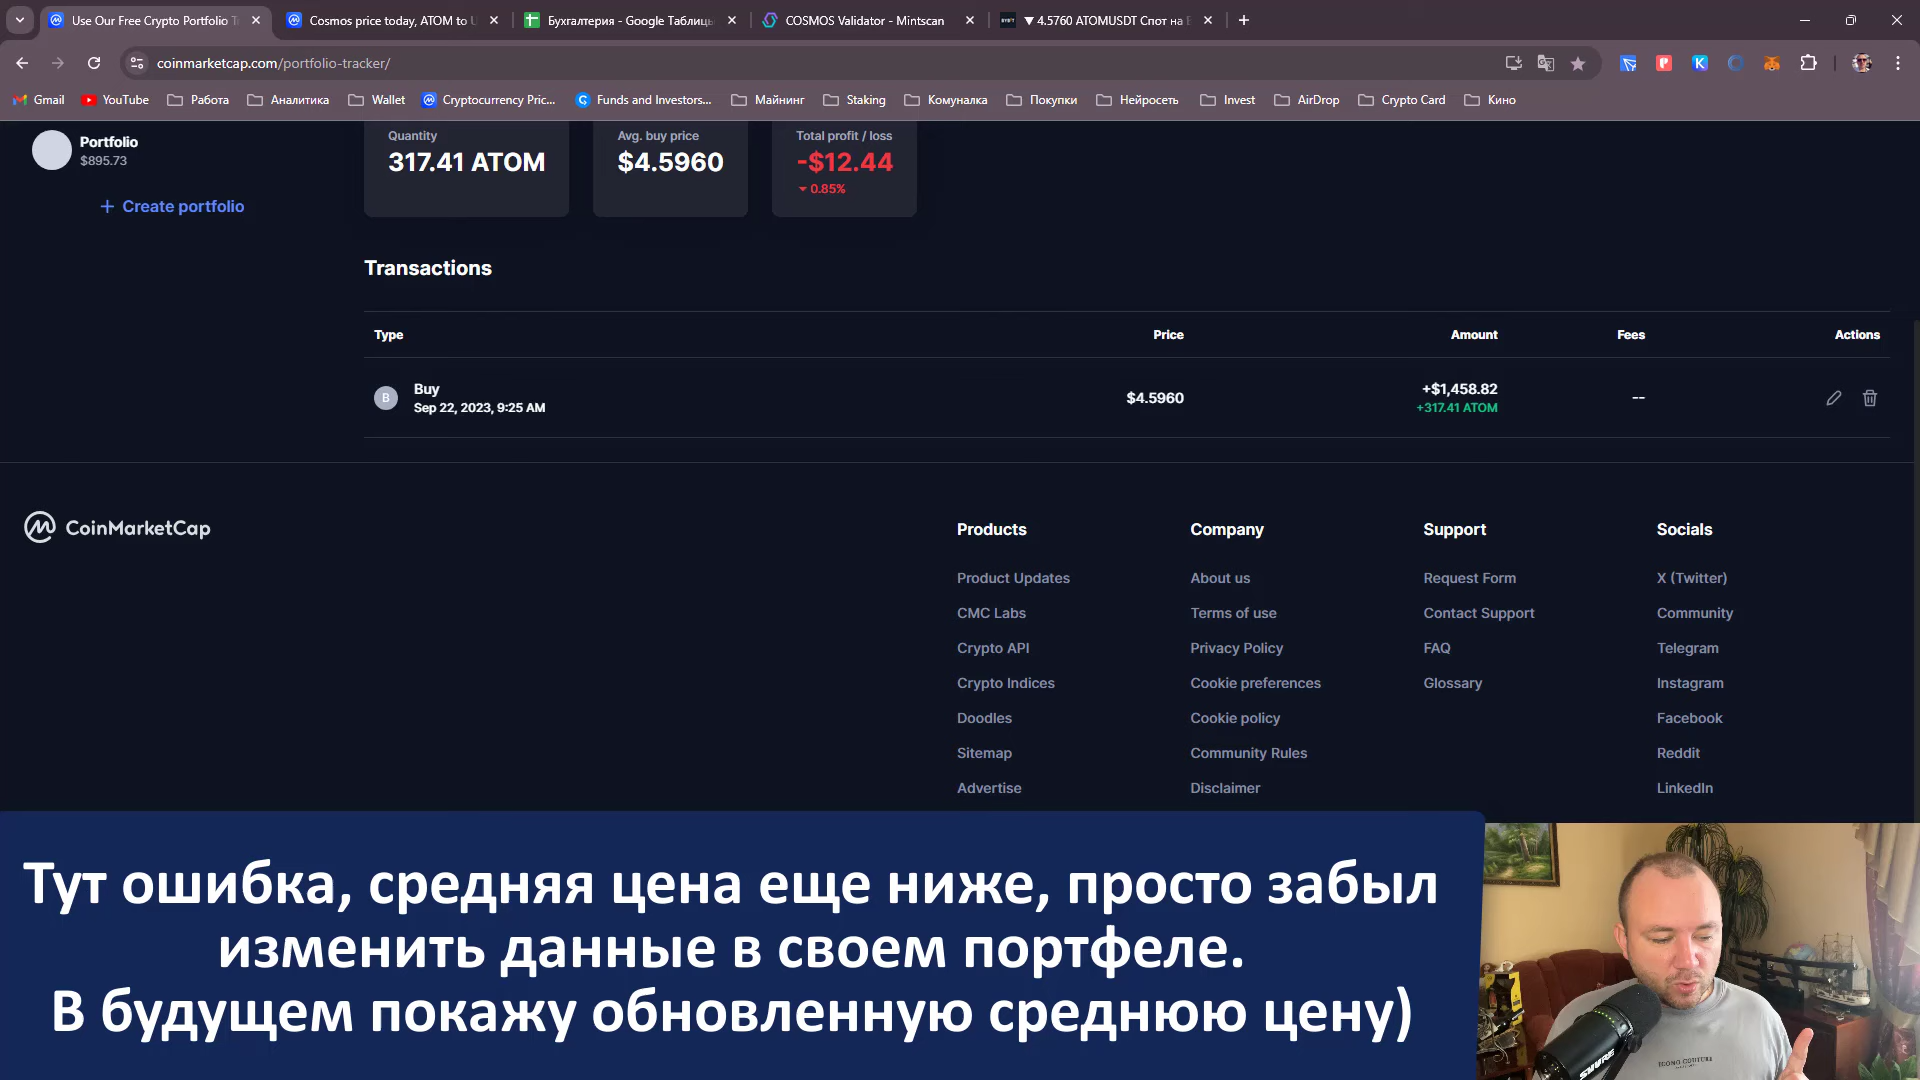 Use Our Free Crypto Portfolio T
Cosmos price today, ATOM to U
Бухгалтерия - Google Таблицы
COSMOS Validator - Mintscan
▼ 4.5760 ATOMUSDT Спот на
coinmarketcap.com/portfolio-tracker/
Gmail
YouTube
Работа
Аналитика
Wallet
Cryptocurrency Pric...
Funds and Investors...
Майнинг
Staking
Комуналка
Покупки
Нейросеть
Invest
AirDrop
Crypto Card
Кино
Portfolio
$895.73
+ Create portfolio
Quantity
317.41 ATOM
Avg. buy price
$4.5960
Total profit / loss
-$12.44
0.85%
Transactions
Type Price Amount Fees Actions
B
Buy
Sep 22, 2023, 9:25 AM
$4.5960
+$1,458.82
+317.41 ATOM
--
CoinMarketCap
Products
Product Updates
CMC Labs
Crypto API
Crypto Indices
Doodles
Sitemap
Advertise
Company
About us
Terms of use
Privacy Policy
Cookie preferences
Cookie policy
Community Rules
Disclaimer
Support
Request Form
Contact Support
FAQ
Glossary
Socials
X (Twitter)
Community
Telegram
Instagram
Facebook
Reddit
LinkedIn
Тут ошибка, средняя цена еще ниже, просто забыл
изменить данные в своем портфеле.
В будущем покажу обновленную среднюю цену)
SHURE